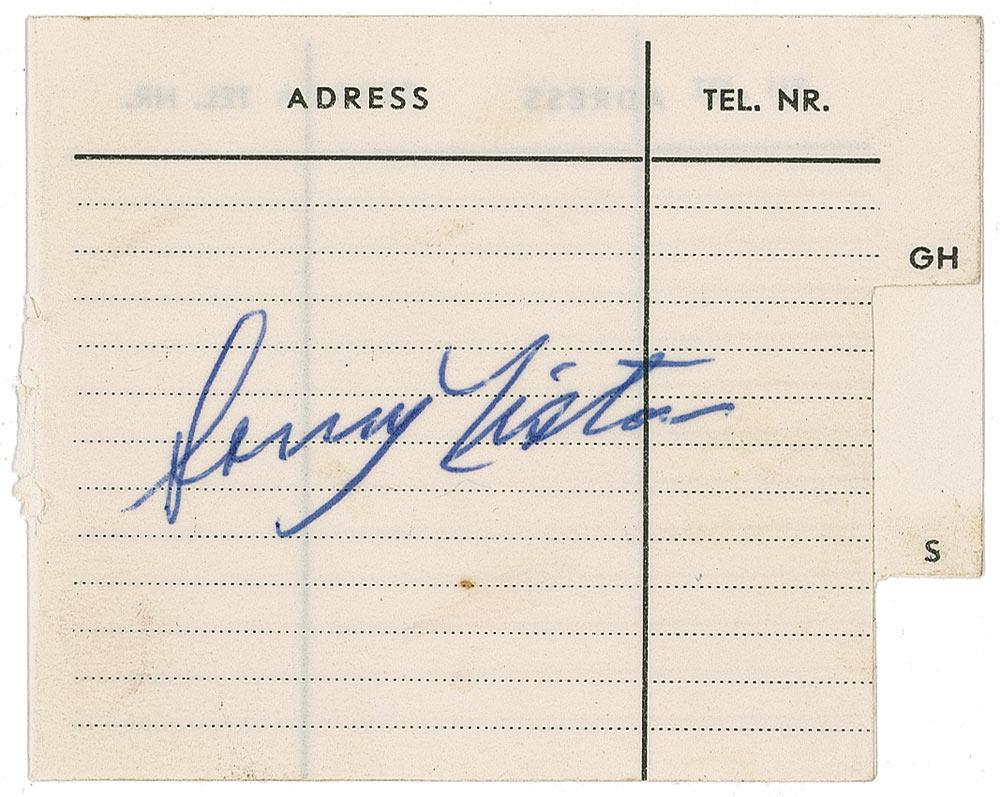 ADRESS TEL. NR.
GH
Sonny Liston
S